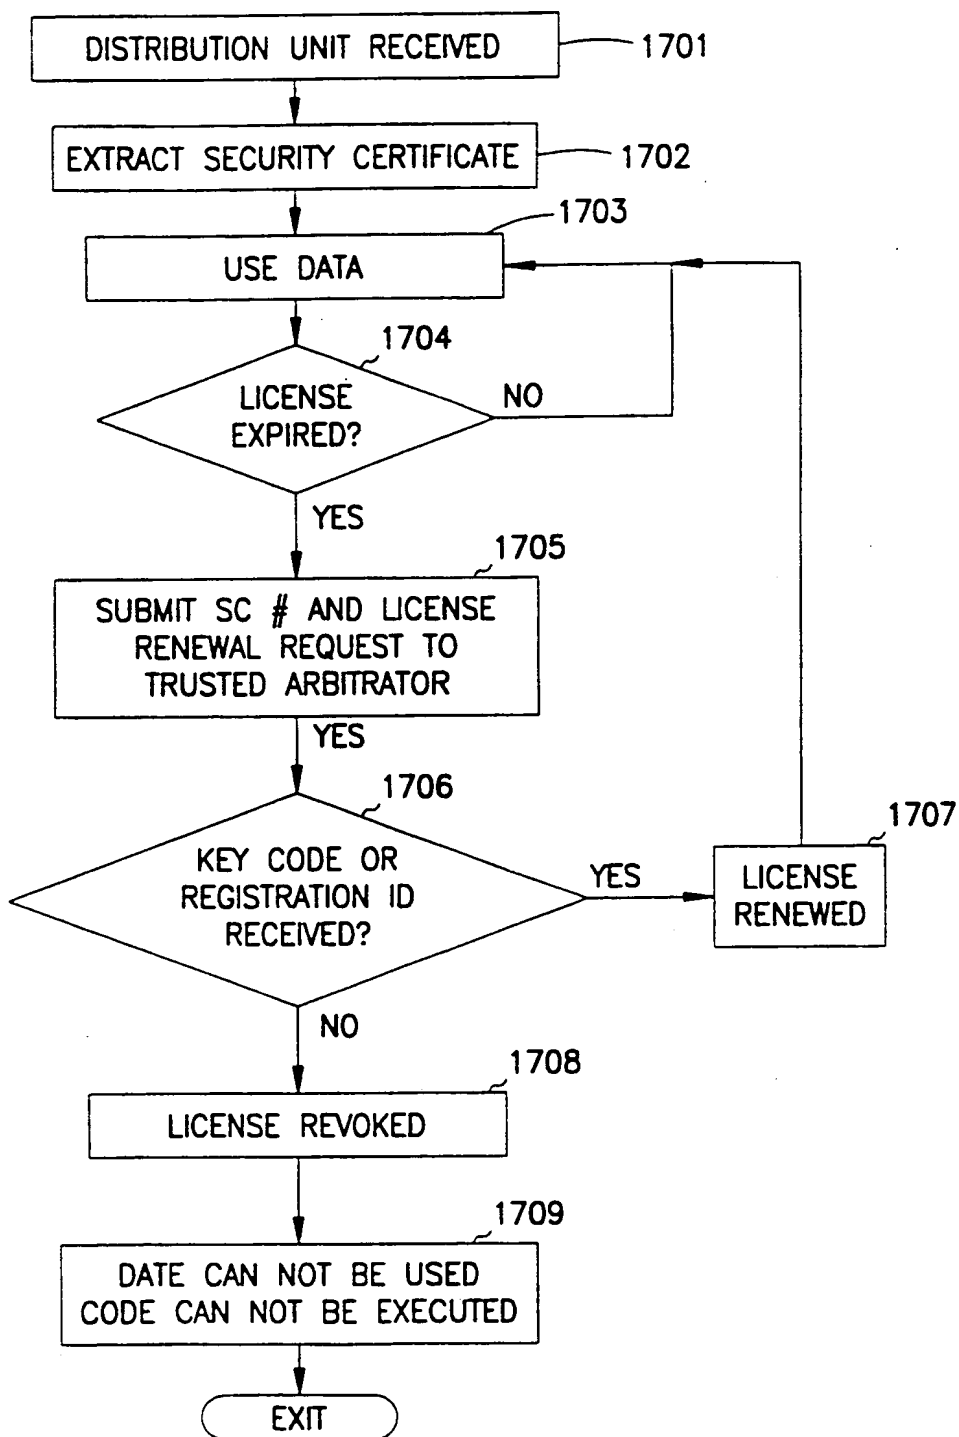 DISTRIBUTION UNIT RECEIVED
1701
EXTRACT SECURITY CERTIFICATE
1702
1703
USE DATA
1704
LICENSE
EXPIRED?
NO
YES
1705
SUBMIT SC # AND LICENSE
RENEWAL REQUEST TO
TRUSTED ARBITRATOR
YES
1706
KEY CODE OR
REGISTRATION ID
RECEIVED?
YES
1707
LICENSE
RENEWED
NO
1708
LICENSE REVOKED
1709
DATE CAN NOT BE USED
CODE CAN NOT BE EXECUTED
EXIT